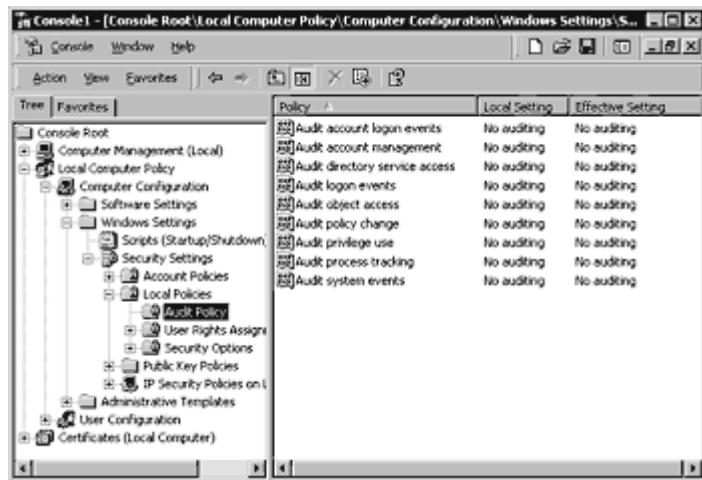 Console1 - [Console Root\Local Computer Policy\Computer Configuration\Windows Settings\S...
Console Window Help
Action View Favorites
Tree Favorites
Console Root
Computer Management (Local)
Local Computer Policy
Computer Configuration
Software Settings
Windows Settings
Scripts (Startup/Shutdown)
Security Settings
Account Policies
Local Policies
Audit Policy
User Rights Assign
Security Options
Public Key Policies
IP Security Policies on L
Administrative Templates
User Configuration
Certificates (Local Computer)
Policy Local Setting Effective Setting
Audit account logon events No auditing No auditing
Audit account management No auditing No auditing
Audit directory service access No auditing No auditing
Audit logon events No auditing No auditing
Audit object access No auditing No auditing
Audit policy change No auditing No auditing
Audit privilege use No auditing No auditing
Audit process tracking No auditing No auditing
Audit system events No auditing No auditing